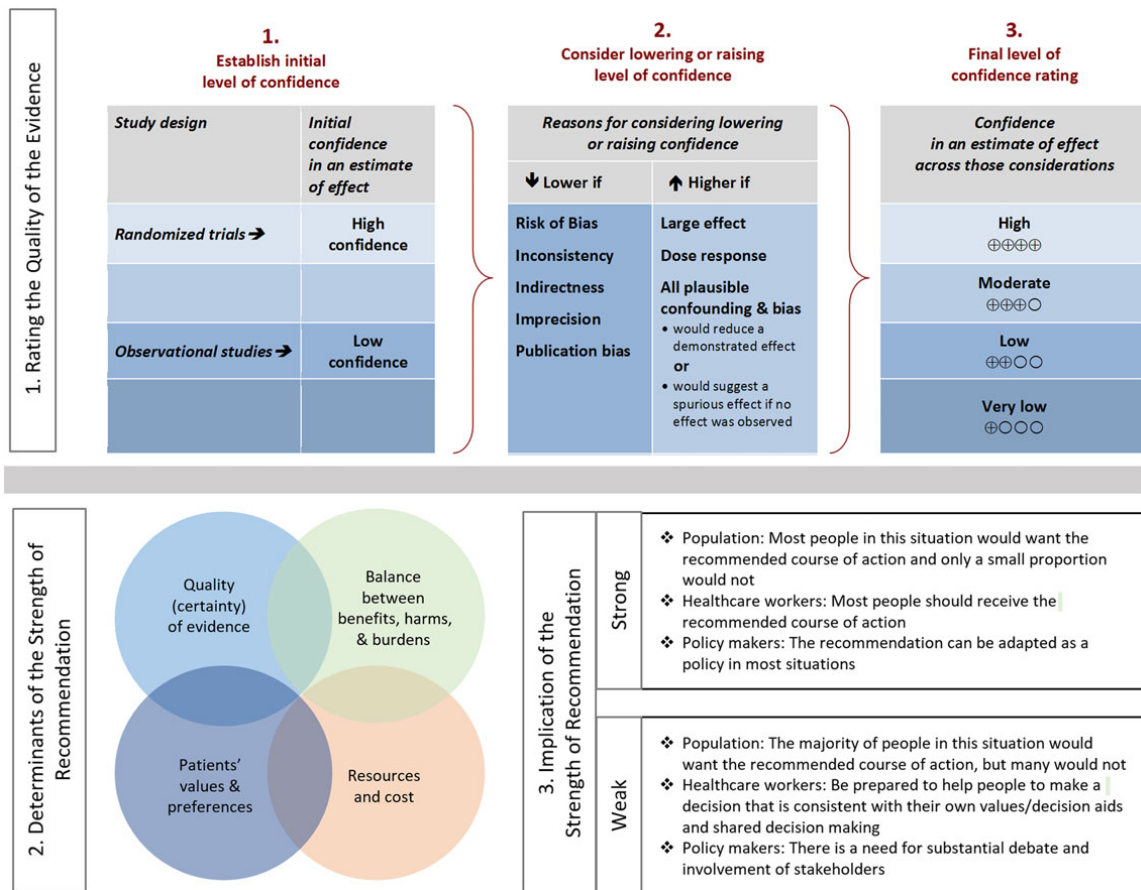 1. Rating the Quality of the Evidence
1.
Establish initial
level of confidence
Study design
Initial
confidence
in an estimate
of effect
Randomized trials ➔
High
confidence
Observational studies ➔
Low
confidence
2.
Consider lowering or raising
level of confidence
Reasons for considering lowering
or raising confidence
🡻 Lower if
🡹 Higher if
Risk of Bias
Inconsistency
Indirectness
Imprecision
Publication bias
Large effect
Dose response
All plausible
confounding & bias
• would reduce a
demonstrated effect
or
• would suggest a
spurious effect if no
effect was observed
3.
Final level of
confidence rating
Confidence
in an estimate of effect
across those considerations
High
⊕⊕⊕⊕
Moderate
⊕⊕⊕○
Low
⊕⊕○○
Very low
⊕○○○
2. Determinants of the Strength of
Recommendation
Quality
(certainty)
of evidence
Balance
between
benefits, harms,
& burdens
Patients’
values &
preferences
Resources
and cost
3. Implication of the
Strength of Recommendation
Strong
❖ Population: Most people in this situation would want the
recommended course of action and only a small proportion
would not
❖ Healthcare workers: Most people should receive the
recommended course of action
❖ Policy makers: The recommendation can be adapted as a
policy in most situations
Weak
❖ Population: The majority of people in this situation would
want the recommended course of action, but many would not
❖ Healthcare workers: Be prepared to help people to make a
decision that is consistent with their own values/decision aids
and shared decision making
❖ Policy makers: There is a need for substantial debate and
involvement of stakeholders